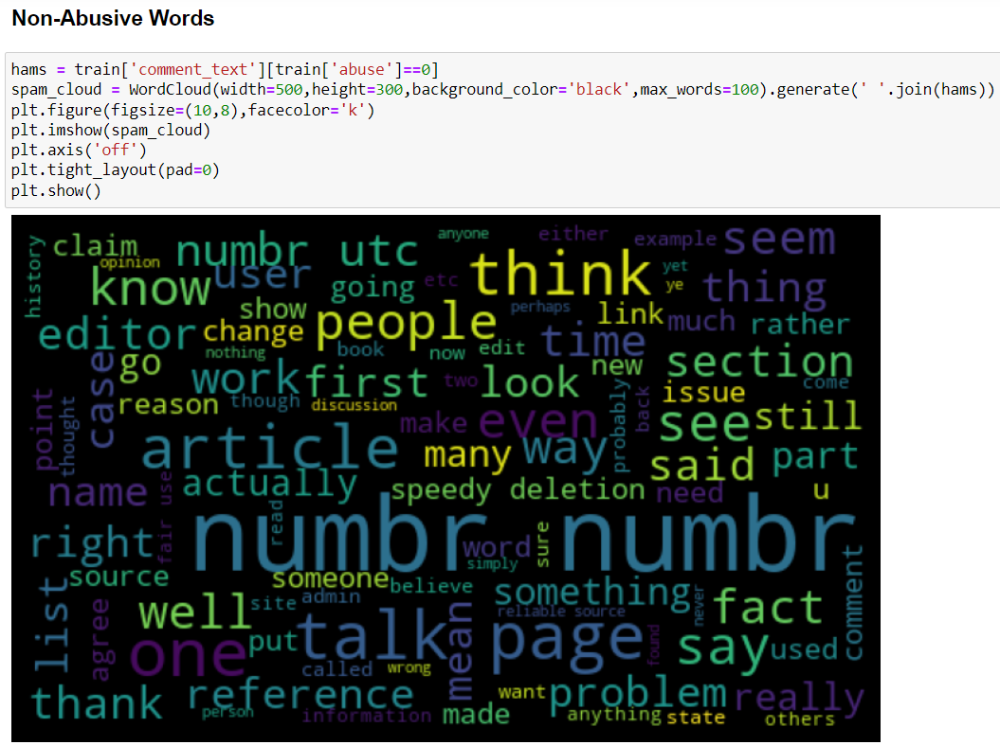 Non-Abusive Words
hams = train['comment_text'][train['abuse']==0]
spam_cloud = WordCloud(width=500,height=300,background_color='black',max_words=100).generate(' '.join(hams))
plt.figure(figsize=(10,8),facecolor='k')
plt.imshow(spam_cloud)
plt.axis('off')
plt.tight_layout(pad=0)
plt.show()
history
claim
opinion
numbr
utc
anyone
either
example
seem
know
user
going
etc
think
yet
ye
thing
show
people
perhaps
link
much
rather
editor
change
nothing
book
now
edit
time
new
section
come
case
go
work
first
two
look
issue
reason
though
discussion
probably
back
see
still
point
thought
make
even
article
many
way
said
part
name
use
actually
speedy deletion
need
u
right
fair
read
numbr numbr
word
simply
sure
source
someone
believe
something
never
fact
comment
list
agree
well
site
admin
reliable source
one
put
talk
mean
page
found
say
used
called
wrong
thank
reference
person
information
made
want
problem
anything
state
really
others